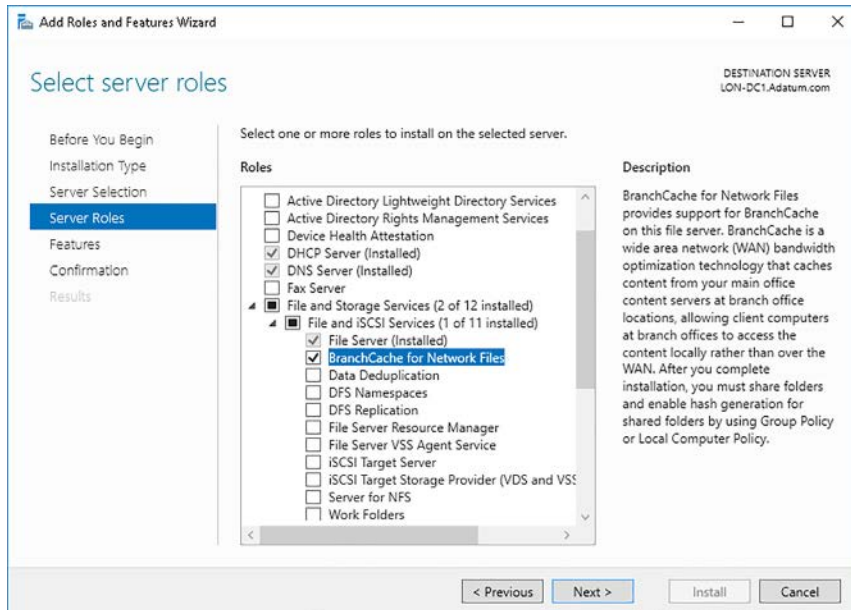 Add Roles and Features Wizard
Select server roles
DESTINATION SERVER
LON-DC1.Adatum.com
Before You Begin
Installation Type
Server Selection
Server Roles
Features
Confirmation
Results
Select one or more roles to install on the selected server.
Roles
Active Directory Lightweight Directory Services
Active Directory Rights Management Services
Device Health Attestation
DHCP Server (Installed)
DNS Server (Installed)
Fax Server
File and Storage Services (2 of 12 installed)
File and iSCSI Services (1 of 11 installed)
File Server (Installed)
BranchCache for Network Files
Data Deduplication
DFS Namespaces
DFS Replication
File Server Resource Manager
File Server VSS Agent Service
iSCSI Target Server
iSCSI Target Storage Provider (VDS and VSS
Server for NFS
Work Folders
Description
BranchCache for Network Files
provides support for BranchCache
on this file server. BranchCache is a
wide area network (WAN) bandwidth
optimization technology that caches
content from your main office
content servers at branch office
locations, allowing client computers
at branch offices to access the
content locally rather than over the
WAN. After you complete
installation, you must share folders
and enable hash generation for
shared folders by using Group Policy
or Local Computer Policy.
< Previous
Next >
Install
Cancel